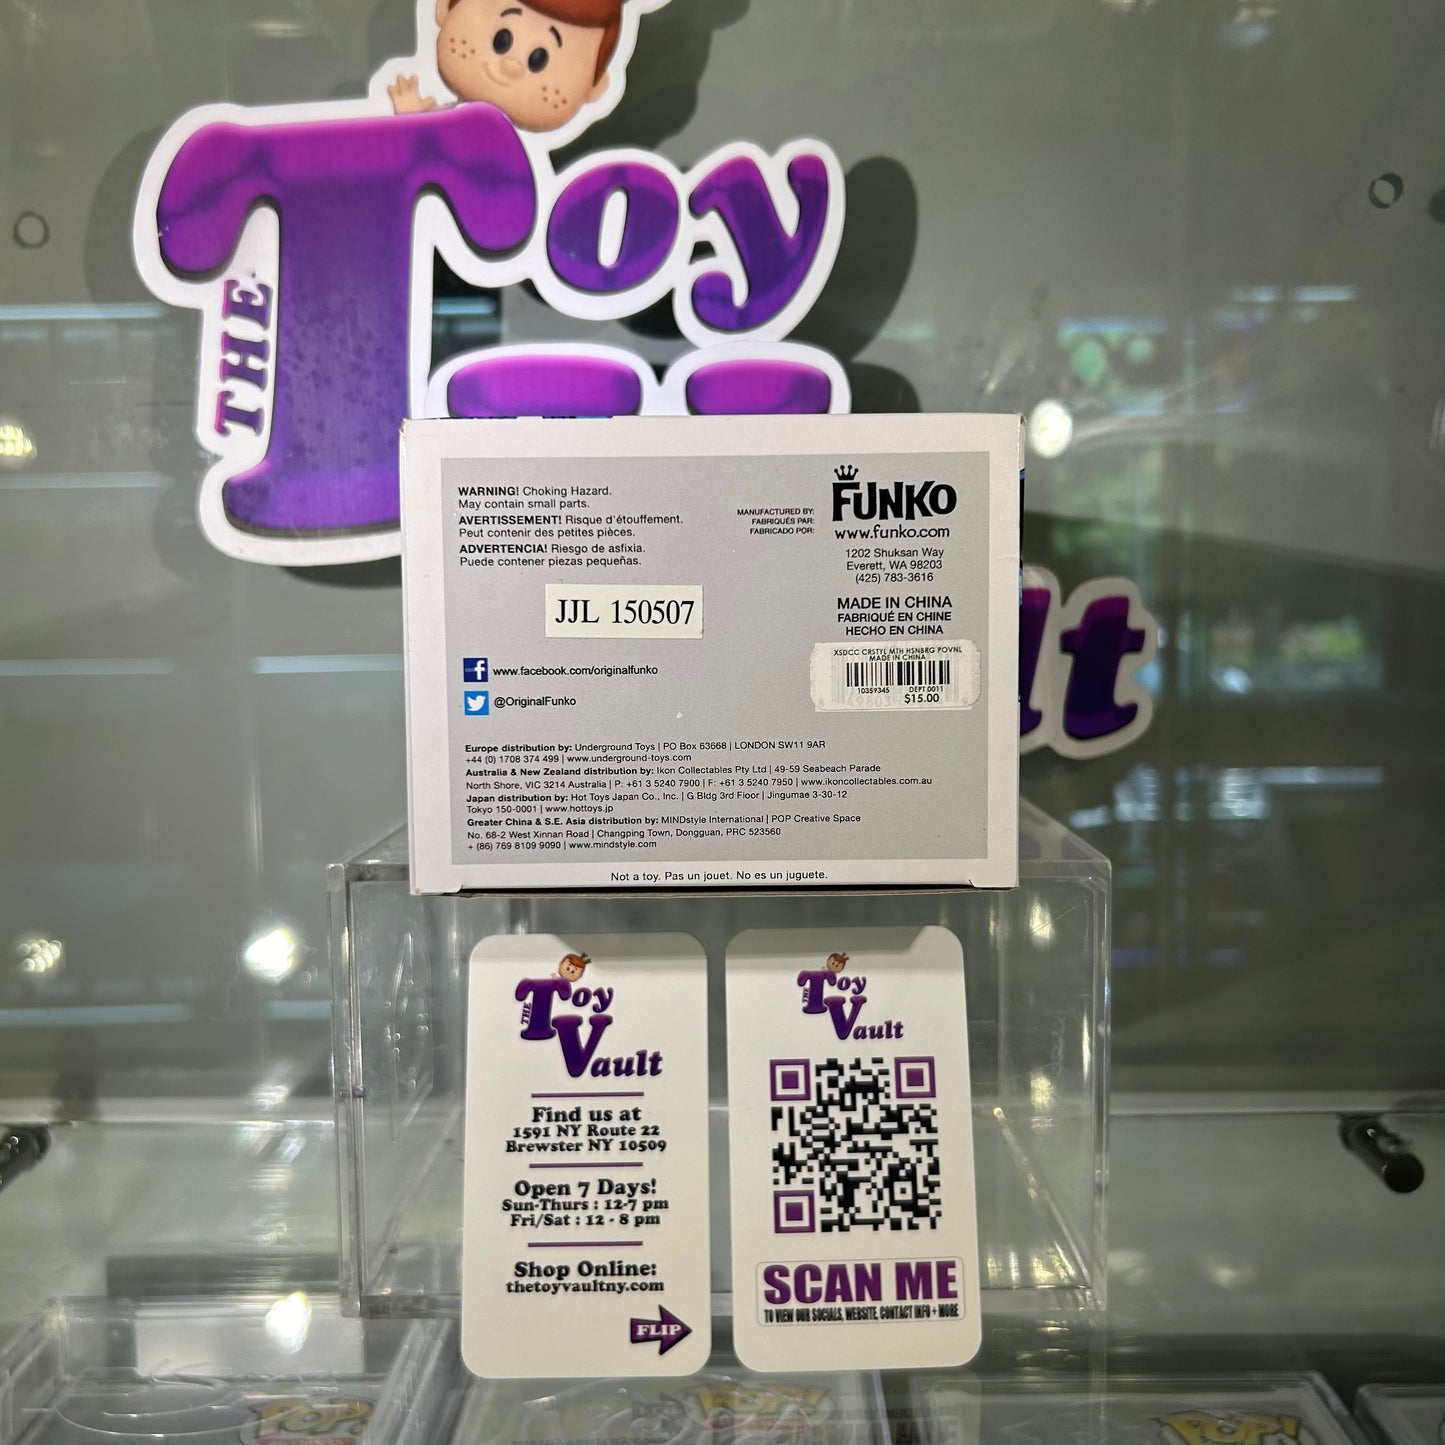 THE Toy
WARNING! Choking Hazard.
May contain small parts.
AVERTISSEMENT! Risque d'étouffement.
Peut contenir des petites pièces.
ADVERTENCIA! Riesgo de asfixia.
Puede contener piezas pequeñas.
MANUFACTURED BY:
FABRIQUÉS PAR:
FABRICADO POR:
FUNKO
www.funko.com
1202 Shuksan Way
Everett, WA 98203
(425) 783-3616
MADE IN CHINA
FABRIQUÉ EN CHINE
HECHO EN CHINA
JJL 150507
XSDCC CRSTYL MTH HSNBRG POVNL
MADE IN CHINA
10359345 DEPT 0011
$15.00
www.facebook.com/originalfunko
@OriginalFunko
Europe distribution by: Underground Toys | PO Box 63668 | LONDON SW11 9AR
+44 (0) 1708 374 499 | www.underground-toys.com
Australia & New Zealand distribution by: Ikon Collectables Pty Ltd | 49-59 Seabeach Parade
North Shore, VIC 3214 Australia | P: +61 3 5240 7900 | F: +61 3 5240 7950 | www.ikoncollectables.com.au
Japan distribution by: Hot Toys Japan Co., Inc. | G Bldg 3rd Floor | Jingumae 3-30-12
Tokyo 150-0001 | www.hottoys.jp
Greater China & S.E. Asia distribution by: MINDstyle International | POP Creative Space
No. 68-2 West Xinnan Road | Changping Town, Dongguan, PRC 523560
+ (86) 769 8109 9090 | www.mindstyle.com
Not a toy. Pas un jouet. No es un juguete.
THE Toy
Vault
Find us at
1591 NY Route 22
Brewster NY 10509
Open 7 Days!
Sun-Thurs : 12-7 pm
Fri/Sat : 12 - 8 pm
Shop Online:
thetoyvaultny.com
FLIP
THE Toy
Vault
SCAN ME
TO VIEW OUR SOCIALS, WEBSITE, CONTACT INFO + MORE
POP!
POP!
POP!